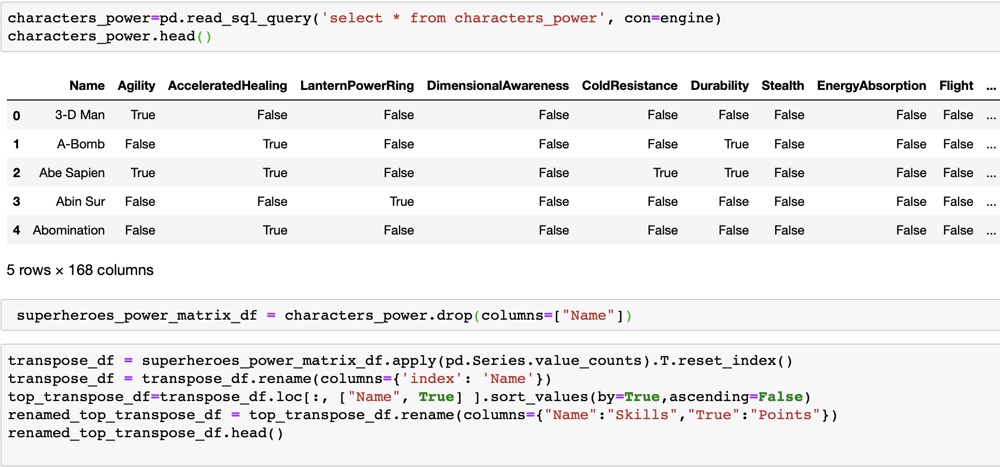 characters_power=pd.read_sql_query('select * from characters_power', con=engine)
characters_power.head()
Name Agility AcceleratedHealing LanternPowerRing DimensionalAwareness ColdResistance Durability Stealth EnergyAbsorption Flight ...
0 3-D Man True False False False False False False False False ...
1 A-Bomb False True False False False True False False False ...
2 Abe Sapien True True False False True True False False False ...
3 Abin Sur False False True False False False False False False ...
4 Abomination False True False False False False False False False ...
5 rows × 168 columns
superheroes_power_matrix_df = characters_power.drop(columns=["Name"])
transpose_df = superheroes_power_matrix_df.apply(pd.Series.value_counts).T.reset_index()
transpose_df = transpose_df.rename(columns={'index': 'Name'})
top_transpose_df=transpose_df.loc[:, ["Name", True] ].sort_values(by=True,ascending=False)
renamed_top_transpose_df = top_transpose_df.rename(columns={"Name":"Skills","True":"Points"})
renamed_top_transpose_df.head()